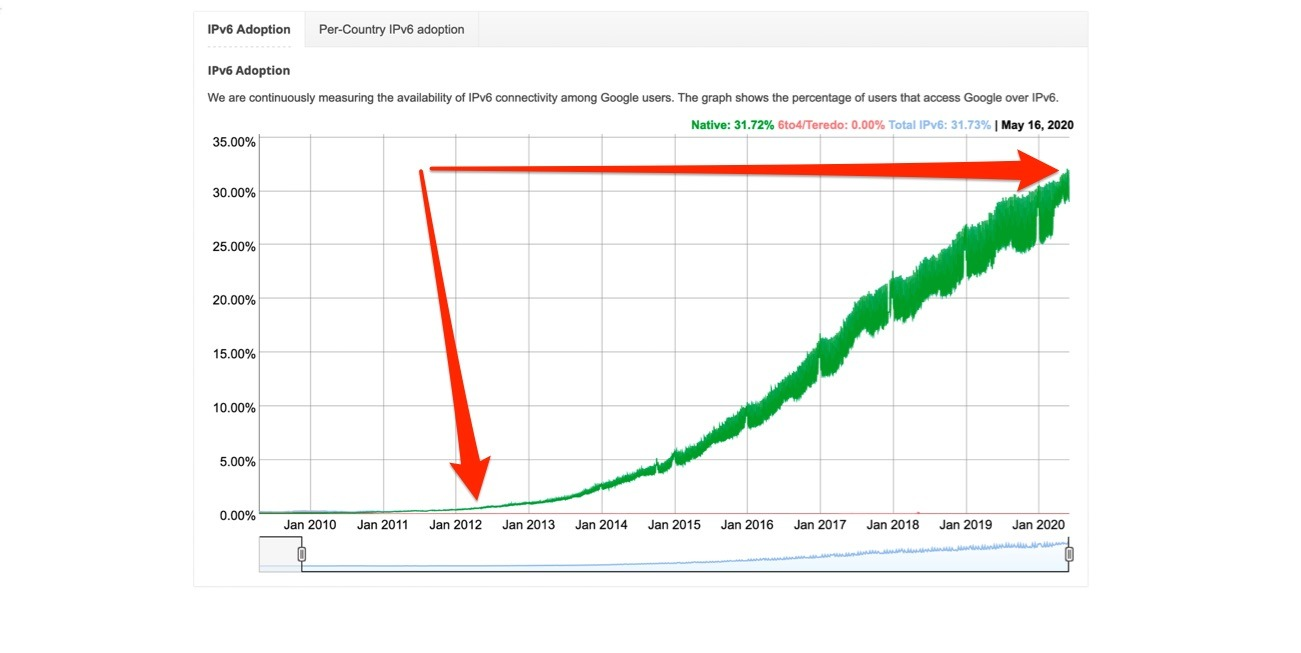 IPv6 Adoption
Per-Country IPv6 adoption
IPv6 Adoption
We are continuously measuring the availability of IPv6 connectivity among Google users. The graph shows the percentage of users that access Google over IPv6.
Native: 31.72% 6to4/Teredo: 0.00% Total IPv6: 31.73% | May 16, 2020
35.00%
30.00%
25.00%
20.00%
15.00%
10.00%
5.00%
0.00%
Jan 2010 Jan 2011 Jan 2012 Jan 2013 Jan 2014 Jan 2015 Jan 2016 Jan 2017 Jan 2018 Jan 2019 Jan 2020